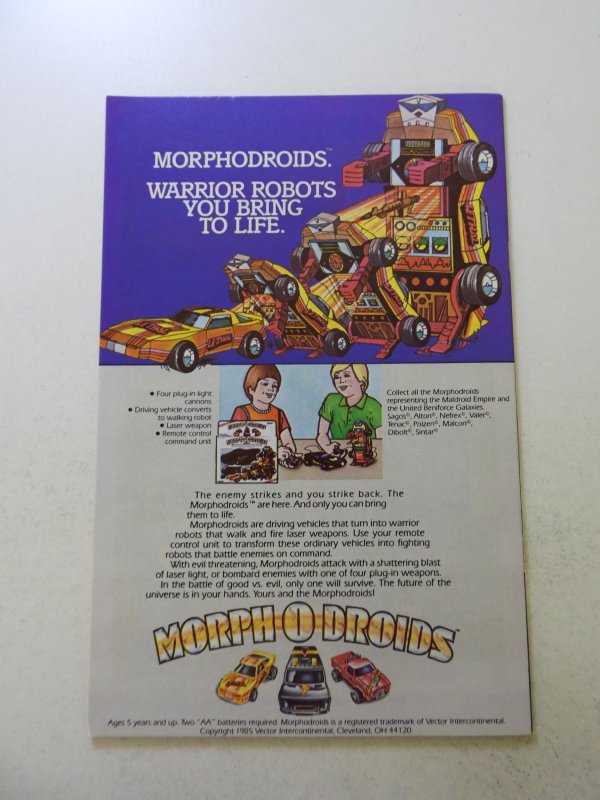 MORPHODROIDS.™
WARRIOR ROBOTS
YOU BRING
TO LIFE.
• Four plug-in light
cannons
• Driving vehicle converts
to walking robot
• Laser weapon
• Remote control
command unit
Collect all the Morphodroids
representing the Maldroid Empire and
the United Beniforce Galaxies.
Sagos©, Alton©, Nefrex©, Valer©,
Tenac©, Poizen©, Malcon©,
Dibolt©, Sintar©
The enemy strikes and you strike back. The
Morphodroids™ are here. And only you can bring
them to life.
Morphodroids are driving vehicles that turn into warrior
robots that walk and fire laser weapons. Use your remote
control unit to transform these ordinary vehicles into fighting
robots that battle enemies on command.
With evil threatening, Morphodroids attack with a shattering blast
of laser light, or bombard enemies with one of four plug-in weapons.
In the battle of good vs. evil, only one will survive. The future of the
universe is in your hands. Yours and the Morphodroids!
MORPH-O-DROIDS™
Ages 5 years and up. Two "AA" batteries required. Morphodroids is a registered trademark of Vector Intercontinental.
Copyright 1985 Vector Intercontinental, Cleveland, OH 44120.